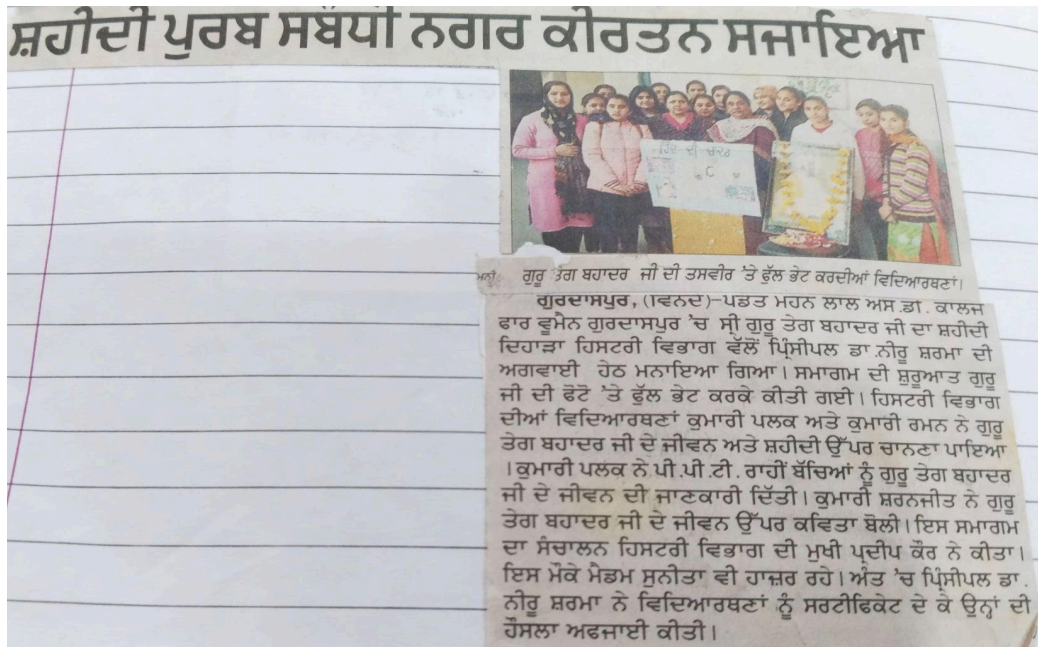 ਸ਼ਹੀਦੀ ਪੁਰਬ ਸਬੰਧੀ ਨਗਰ ਕੀਰਤਨ ਸਜਾਇਆ
ਹਿੰਦ ਦੀ ਚਾਦਰ
ਗੁਰੂ ਤੇਗ ਬਹਾਦਰ ਜੀ ਦੀ ਤਸਵੀਰ 'ਤੇ ਫੁੱਲ ਭੇਟ ਕਰਦੀਆਂ ਵਿਦਿਆਰਥਣਾਂ।
ਗੁਰਦਾਸਪੁਰ, (ਵਿਨੋਦ)-ਪੰਡਤ ਮੋਹਨ ਲਾਲ ਐਸ.ਡੀ. ਕਾਲਜ
ਫਾਰ ਵੂਮੈਨ ਗੁਰਦਾਸਪੁਰ 'ਚ ਸ੍ਰੀ ਗੁਰੂ ਤੇਗ ਬਹਾਦਰ ਜੀ ਦਾ ਸ਼ਹੀਦੀ
ਦਿਹਾੜਾ ਹਿਸਟਰੀ ਵਿਭਾਗ ਵੱਲੋਂ ਪ੍ਰਿੰਸੀਪਲ ਡਾ.ਨੀਰੂ ਸ਼ਰਮਾ ਦੀ
ਅਗਵਾਈ ਹੇਠ ਮਨਾਇਆ ਗਿਆ। ਸਮਾਗਮ ਦੀ ਸ਼ੁਰੂਆਤ ਗੁਰੂ
ਜੀ ਦੀ ਫੋਟੋ 'ਤੇ ਫੁੱਲ ਭੇਟ ਕਰਕੇ ਕੀਤੀ ਗਈ। ਹਿਸਟਰੀ ਵਿਭਾਗ
ਦੀਆਂ ਵਿਦਿਆਰਥਣਾਂ ਕੁਮਾਰੀ ਪਲਕ ਅਤੇ ਕੁਮਾਰੀ ਰਮਨ ਨੇ ਗੁਰੂ
ਤੇਗ ਬਹਾਦਰ ਜੀ ਦੇ ਜੀਵਨ ਅਤੇ ਸ਼ਹੀਦੀ ਉੱਪਰ ਚਾਨਣਾ ਪਾਇਆ
।ਕੁਮਾਰੀ ਪਲਕ ਨੇ ਪੀ.ਪੀ.ਟੀ. ਰਾਹੀਂ ਬੱਚਿਆਂ ਨੂੰ ਗੁਰੂ ਤੇਗ ਬਹਾਦਰ
ਜੀ ਦੇ ਜੀਵਨ ਦੀ ਜਾਣਕਾਰੀ ਦਿੱਤੀ। ਕੁਮਾਰੀ ਸ਼ਰਨਜੀਤ ਨੇ ਗੁਰੂ
ਤੇਗ ਬਹਾਦਰ ਜੀ ਦੇ ਜੀਵਨ ਉੱਪਰ ਕਵਿਤਾ ਬੋਲੀ। ਇਸ ਸਮਾਗਮ
ਦਾ ਸੰਚਾਲਨ ਹਿਸਟਰੀ ਵਿਭਾਗ ਦੀ ਮੁਖੀ ਪ੍ਰਦੀਪ ਕੌਰ ਨੇ ਕੀਤਾ।
ਇਸ ਮੌਕੇ ਮੈਡਮ ਸੁਨੀਤਾ ਵੀ ਹਾਜ਼ਰ ਰਹੇ। ਅੰਤ 'ਚ ਪ੍ਰਿੰਸੀਪਲ ਡਾ.
ਨੀਰੂ ਸ਼ਰਮਾ ਨੇ ਵਿਦਿਆਰਥਣਾਂ ਨੂੰ ਸਰਟੀਫਿਕੇਟ ਦੇ ਕੇ ਉਨ੍ਹਾਂ ਦੀ
ਹੌਸਲਾ ਅਫਜਾਈ ਕੀਤੀ।